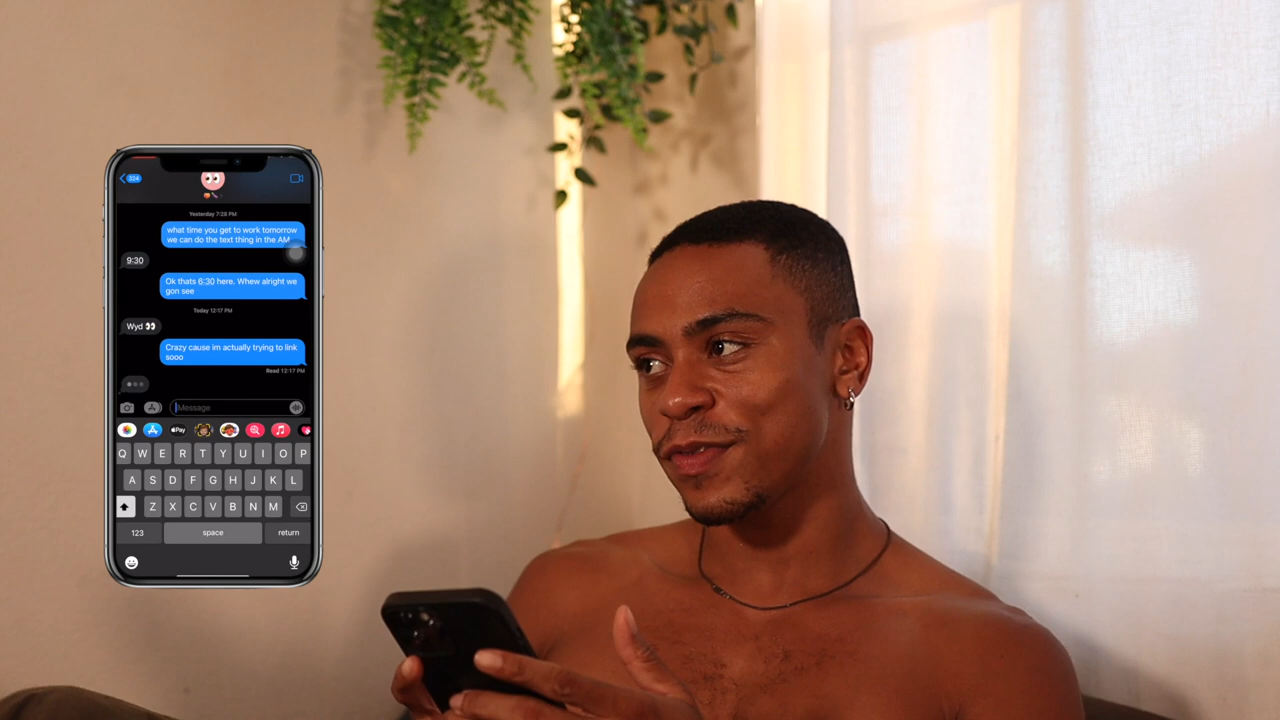 324
Yesterday 7:28 PM
what time you get to work tomorrow
we can do the text thing in the AM
9:30
Ok thats 6:30 here. Whew alright we
gon see
Today 12:17 PM
Wyd 👀
Crazy cause im actually trying to link
sooo
Read 12:17 PM
Message
Pay
Q W E R T Y U I O P
A S D F G H J K L
Z X C V B N M
123 space return